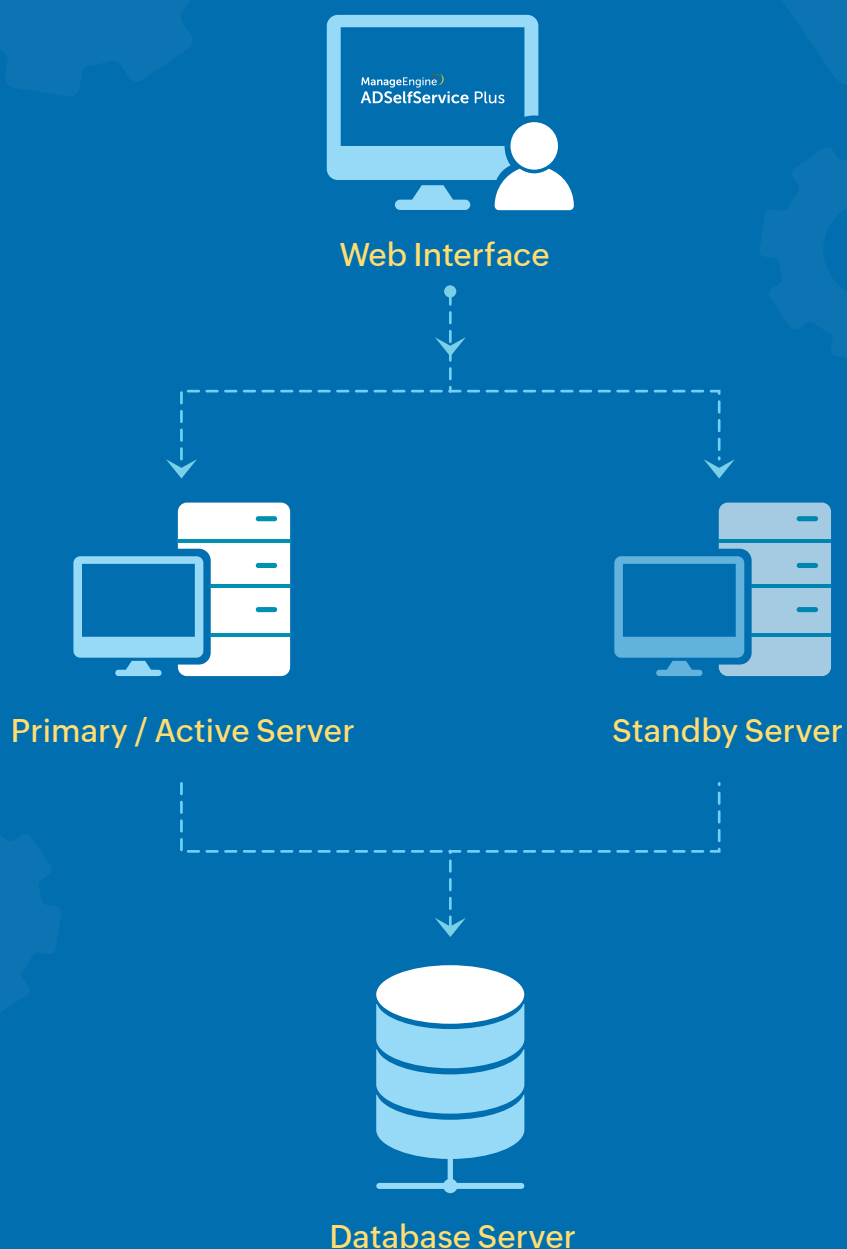 ManageEngine
ADSelfService Plus
Web Interface
Primary / Active Server
Standby Server
Database Server